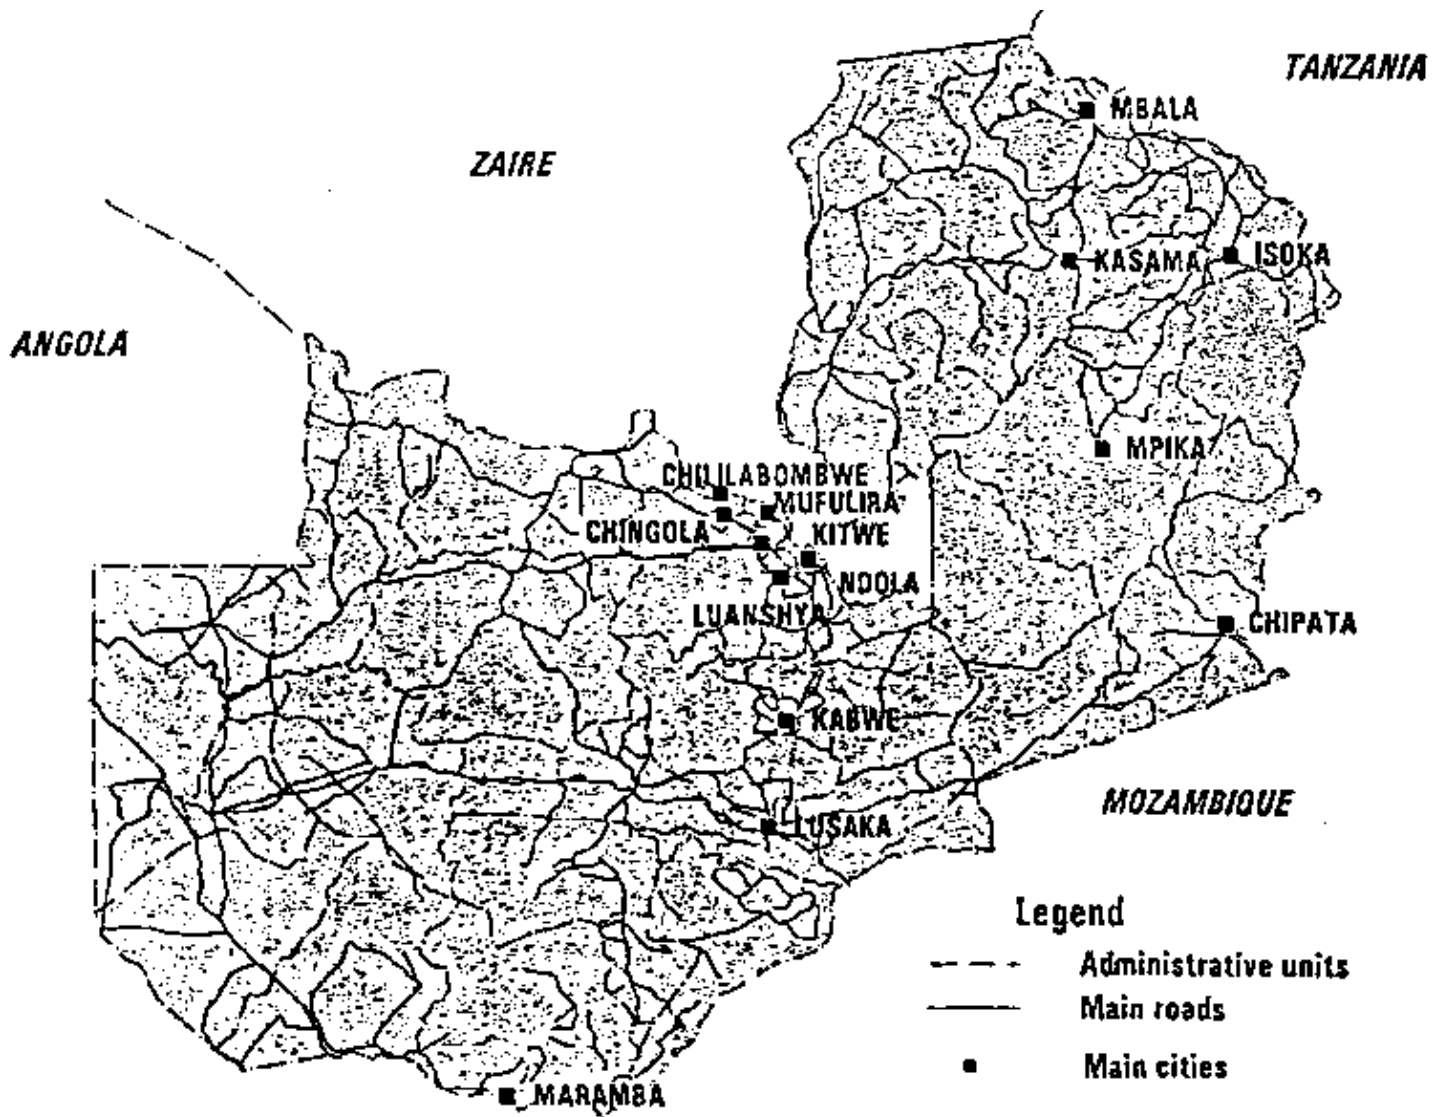 TANZANIA
MBALA
ZAIRE
KASAMA
ISOKA
ANGOLA
MPIKA
CHILILABOMBWE
MUFULIRA
CHINGOLA
KITWE
NDOLA
LUANSHYA
CHIPATA
KABWE
MOZAMBIQUE
LUSAKA
Legend
Administrative units
Main roads
Main cities
MARAMBA